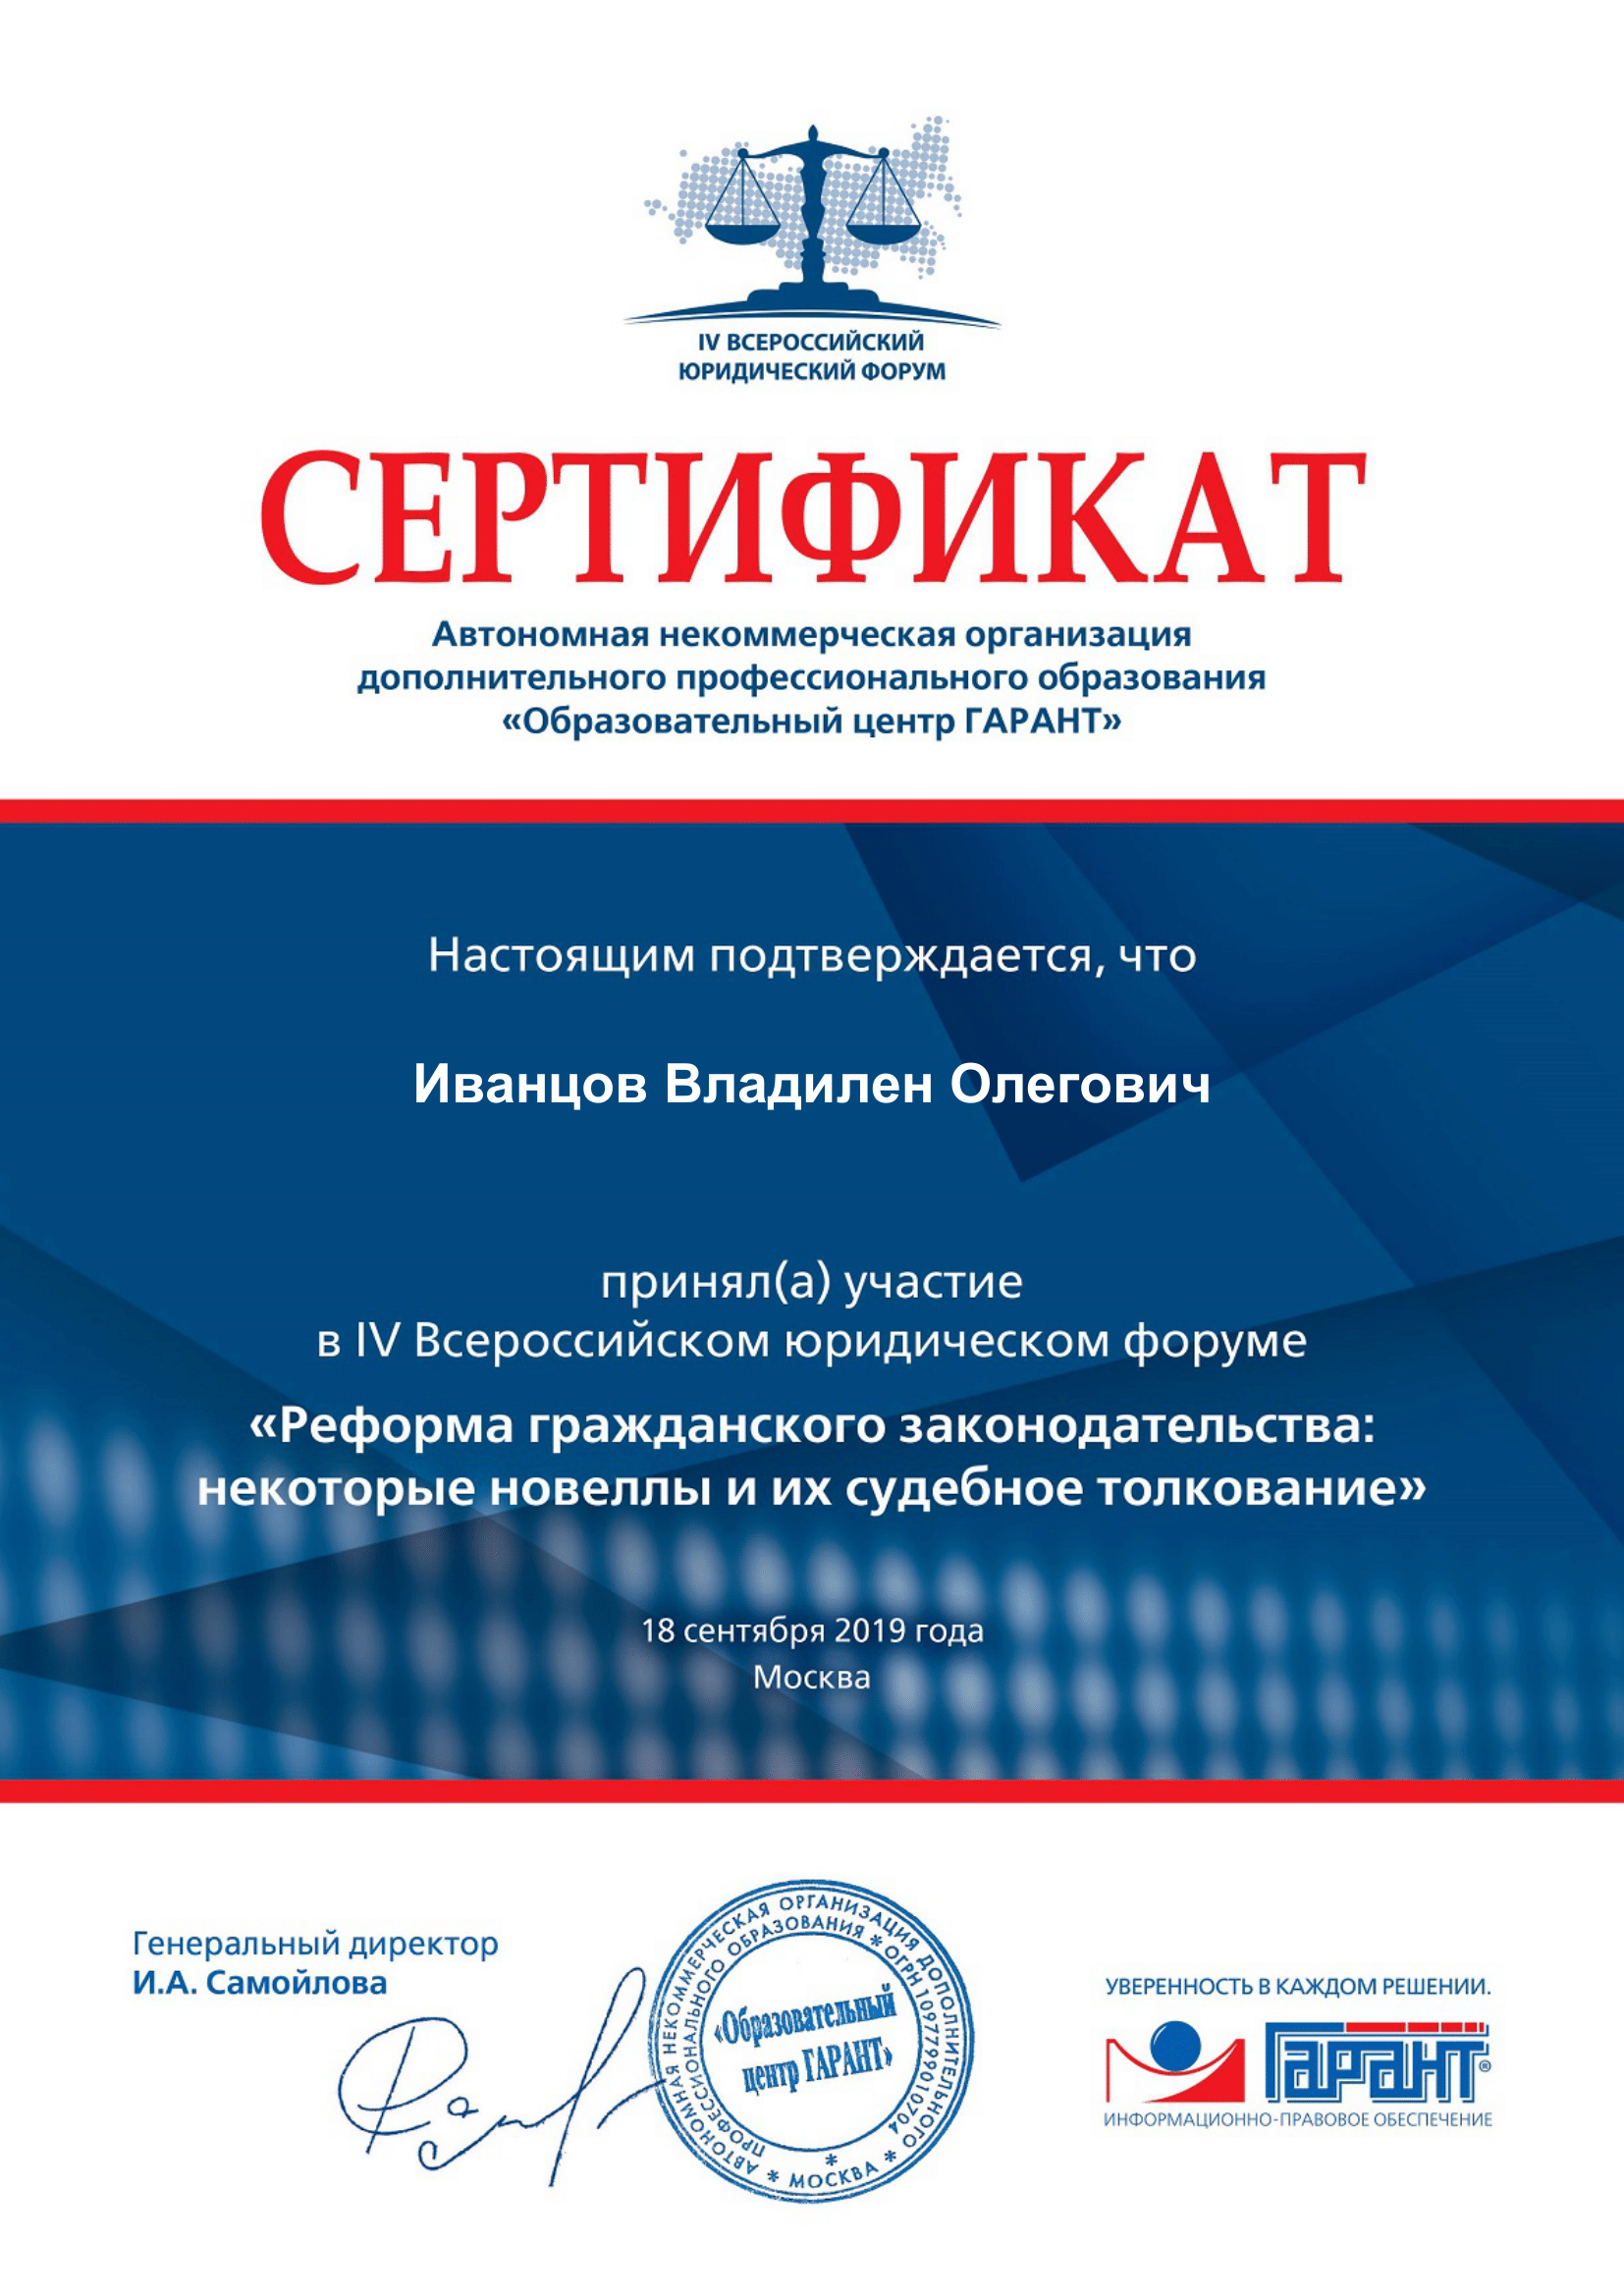 IV ВСЕРОССИЙСКИЙ
ЮРИДИЧЕСКИЙ ФОРУМ
СЕРТИФИКАТ
Автономная некоммерческая организация
дополнительного профессионального образования
«Образовательный центр ГАРАНТ»
Настоящим подтверждается, что
Иванцов Владилен Олегович
принял(а) участие
в IV Всероссийском юридическом форуме
«Реформа гражданского законодательства:
некоторые новеллы и их судебное толкование»
18 сентября 2019 года
Москва
Генеральный директор
И.А. Самойлова
АВТОНОМНАЯ НЕКОММЕРЧЕСКАЯ ОРГАНИЗАЦИЯ ДОПОЛНИТЕЛЬНОГО * МОСКВА *
ПРОФЕССИОНАЛЬНОГО ОБРАЗОВАНИЯ * ОГРН 1097799010704 *
«Образовательный
центр ГАРАНТ»
УВЕРЕННОСТЬ В КАЖДОМ РЕШЕНИИ.
Гарант®
ИНФОРМАЦИОННО-ПРАВОВОЕ ОБЕСПЕЧЕНИЕ